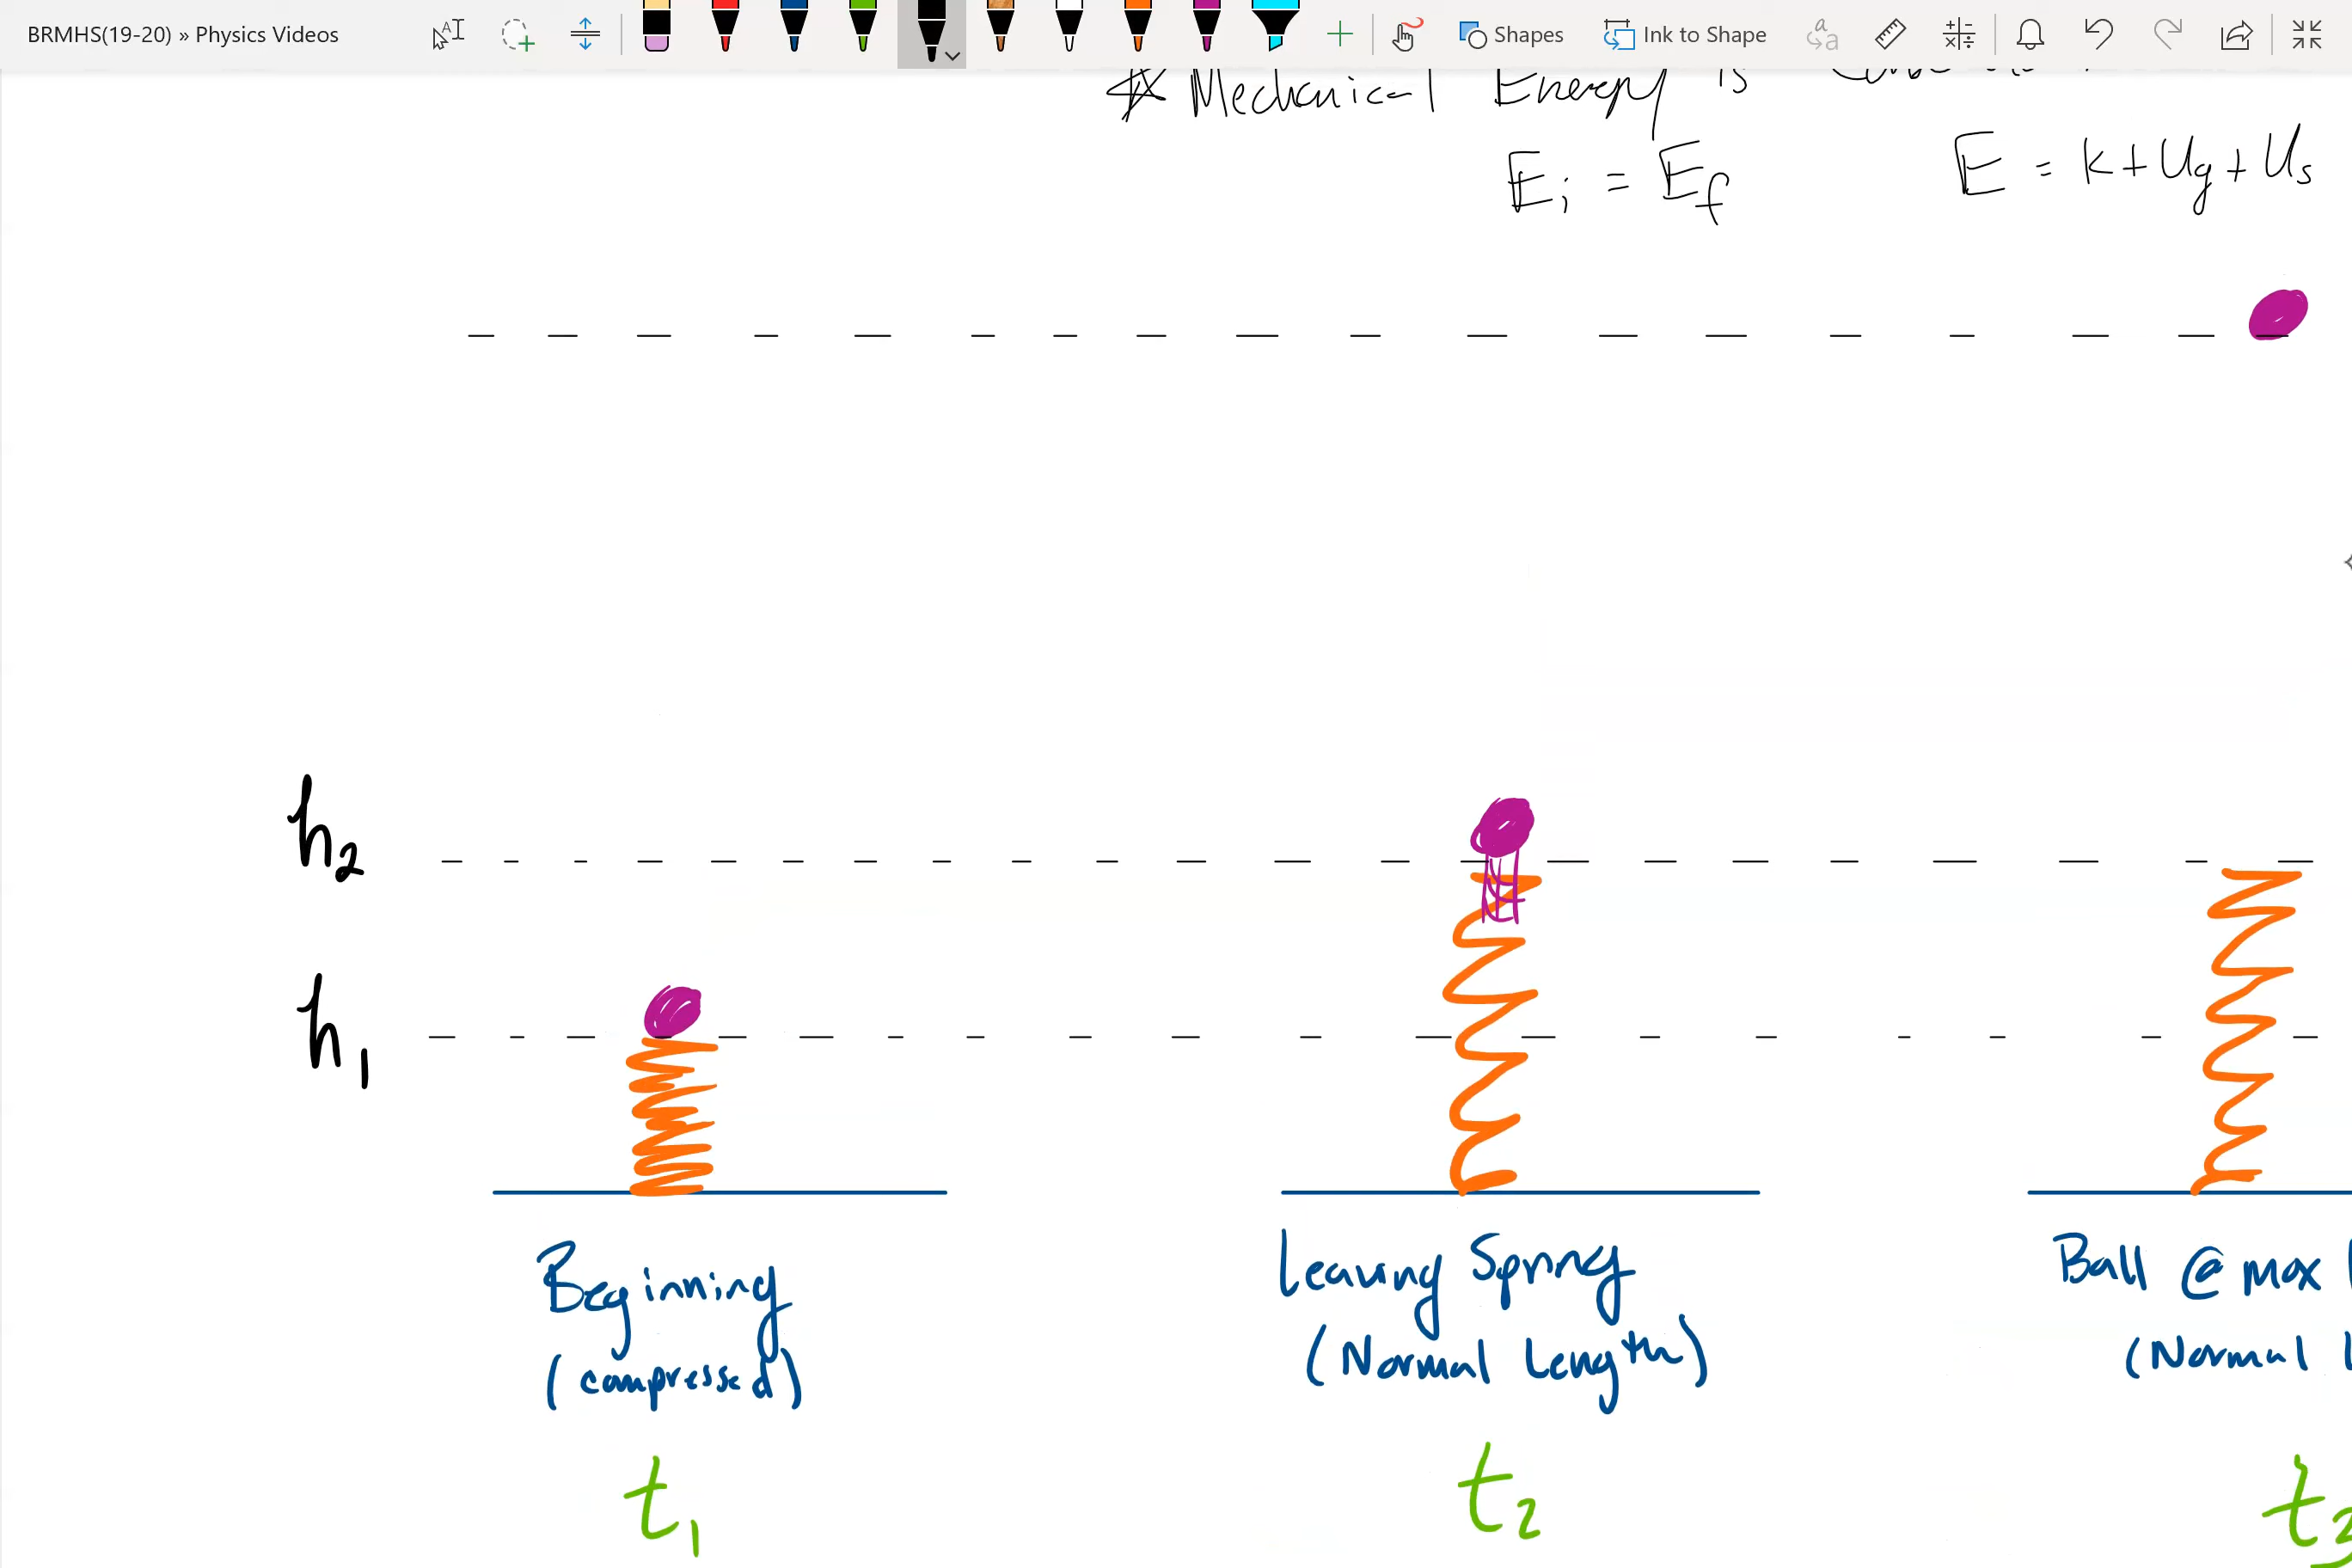 BRMHS(19-20) » Physics Videos
Shapes
Ink to Shape
* Mechanical Energy is
Ei = Ef
E = K + Ug + Us
h2
h1
Beginning
(compressed)
Leaving Spring
(Normal Length)
Ball @ max
(Normal
t1
t2
t3